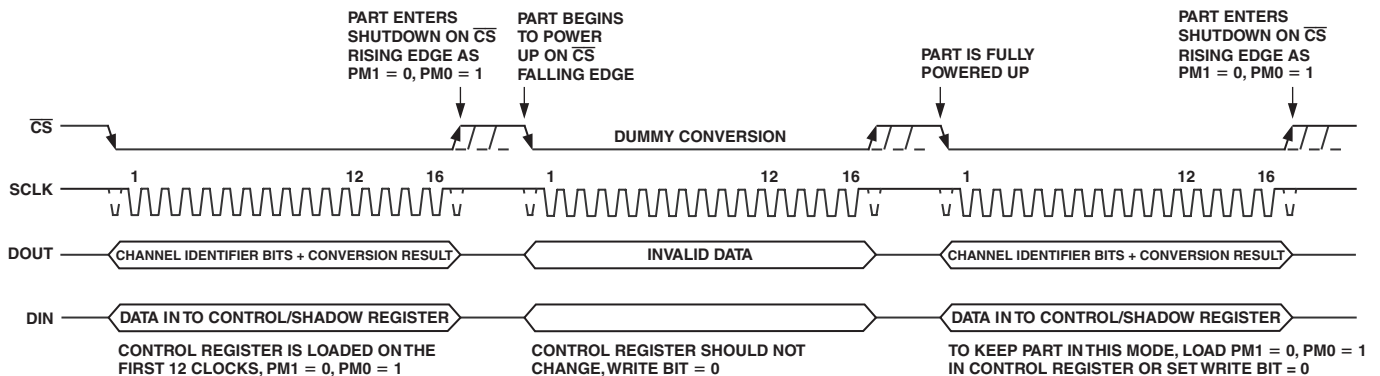 PART ENTERS
SHUTDOWN ON CS
RISING EDGE AS
PM1 = 0, PM0 = 1
PART BEGINS
TO POWER
UP ON CS
FALLING EDGE
PART IS FULLY
POWERED UP
PART ENTERS
SHUTDOWN ON CS
RISING EDGE AS
PM1 = 0, PM0 = 1
CS
DUMMY CONVERSION
SCLK
1 12 16
1 12 16
1 12 16
DOUT
CHANNEL IDENTIFIER BITS + CONVERSION RESULT
INVALID DATA
CHANNEL IDENTIFIER BITS + CONVERSION RESULT
DIN
DATA IN TO CONTROL/SHADOW REGISTER
DATA IN TO CONTROL/SHADOW REGISTER
CONTROL REGISTER IS LOADED ON THE
FIRST 12 CLOCKS, PM1 = 0, PM0 = 1
CONTROL REGISTER SHOULD NOT
CHANGE, WRITE BIT = 0
TO KEEP PART IN THIS MODE, LOAD PM1 = 0, PM0 = 1
IN CONTROL REGISTER OR SET WRITE BIT = 0